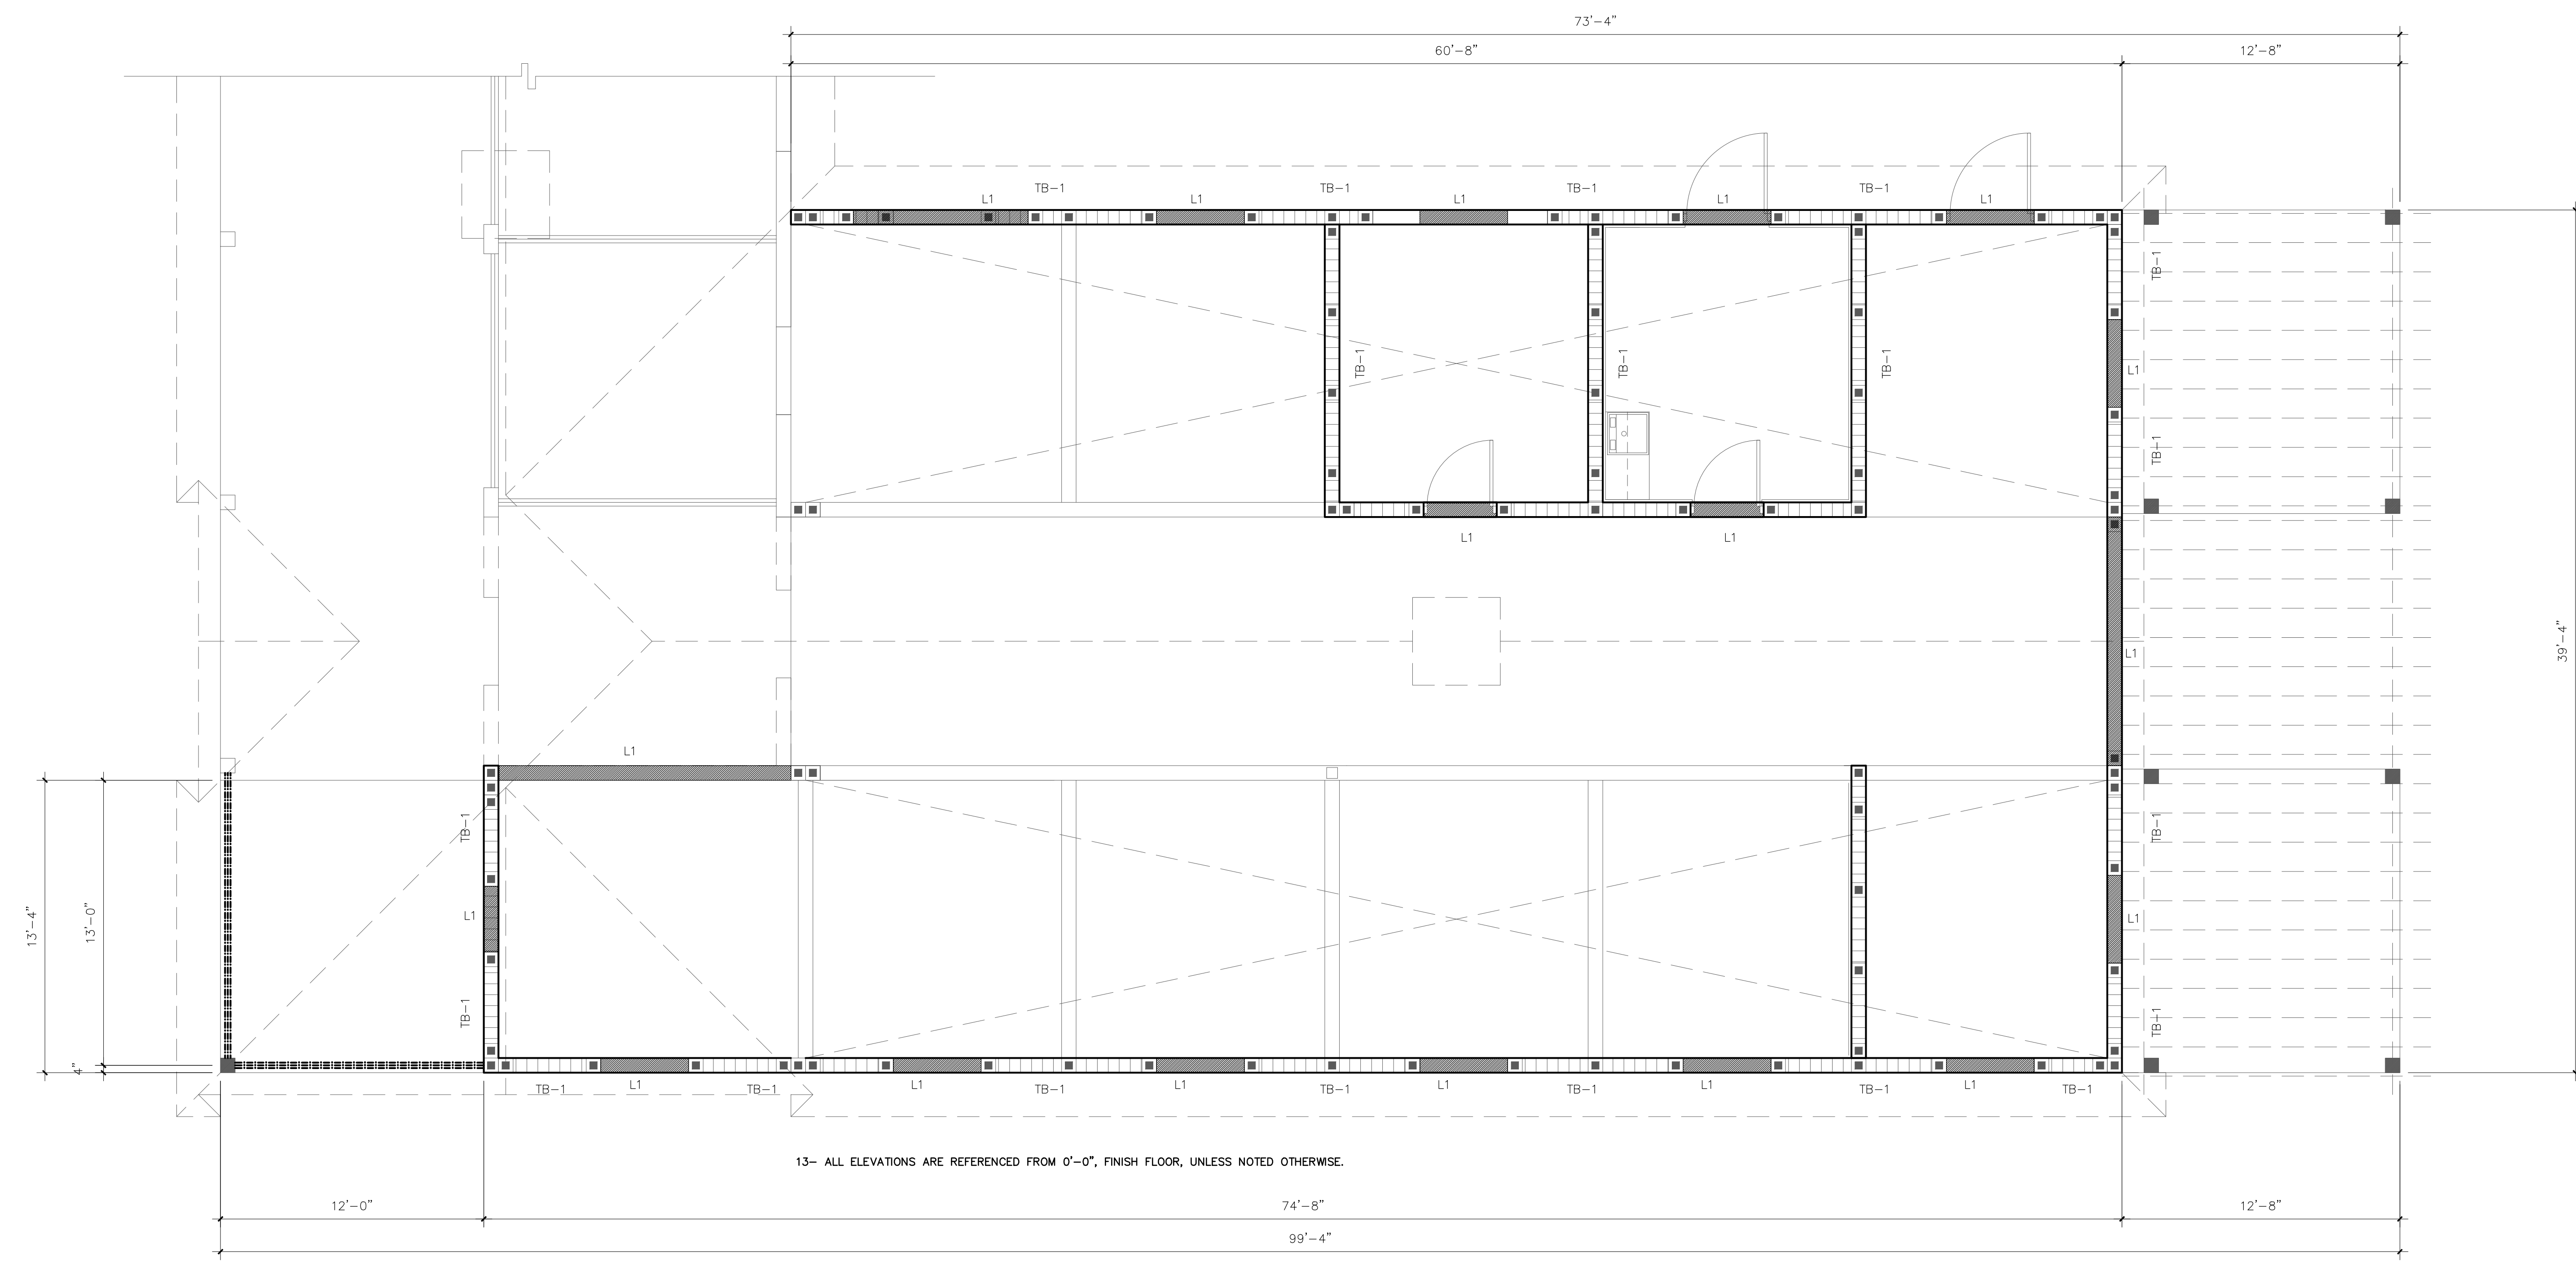 73'-4"
60'-8"
12'-8"
TB-1
TB-1
TB-1
TB-1
L1
L1
L1
L1
L1
TB-1
TB-1
TB-1
TB-1
L1
TB-1
L1
L1
39'-4"
L1
L1
TB-1
TB-1
13'-4"
13'-0"
L1
L1
TB-1
TB-1
4"
L1
L1
L1
L1
L1
L1
TB-1
TB-1
TB-1
TB-1
TB-1
TB-1
TB-1
13- ALL ELEVATIONS ARE REFERENCED FROM 0'-0", FINISH FLOOR, UNLESS NOTED OTHERWISE.
12'-0"
74'-8"
12'-8"
99'-4"